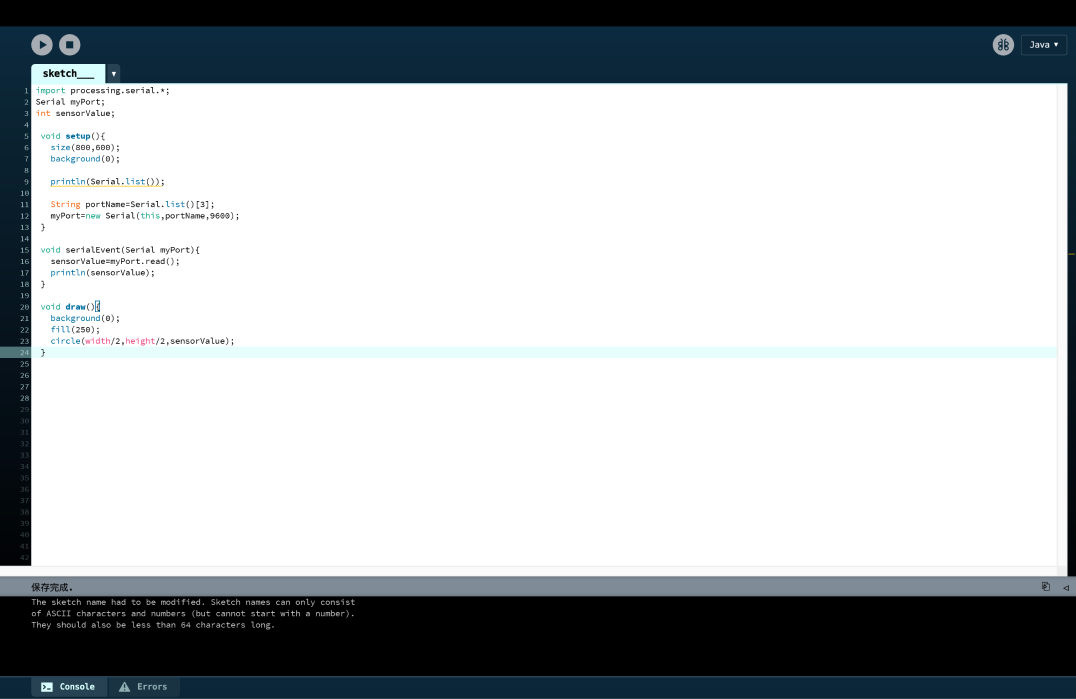 Java ▼
sketch___ ▼
1 import processing.serial.*;
2 Serial myPort;
3 int sensorValue;
4
5 void setup(){
6 size(800,600);
7 background(0);
8
9 println(Serial.list());
10
11 String portName=Serial.list()[3];
12 myPort=new Serial(this,portName,9600);
13 }
14
15 void serialEvent(Serial myPort){
16 sensorValue=myPort.read();
17 println(sensorValue);
18 }
19
20 void draw(){
21 background(0);
22 fill(250);
23 circle(width/2,height/2,sensorValue);
24 }
25
26
27
28
29
30
31
32
33
34
35
36
37
38
39
40
41
42
保存完成.
The sketch name had to be modified. Sketch names can only consist
of ASCII characters and numbers (but cannot start with a number).
They should also be less than 64 characters long.
Console Errors